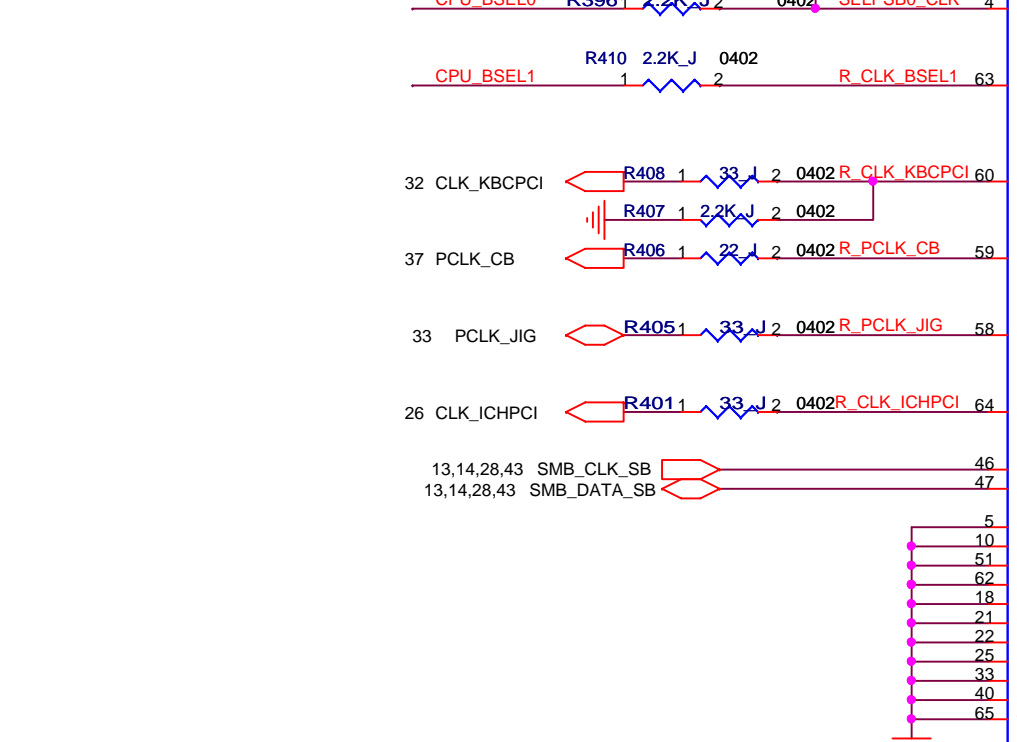 CPU_BSEL0 R396 1 2.2K_J 2 0402 SELPSB0_CLK 4
R410 2.2K_J 0402
CPU_BSEL1 1 2 R_CLK_BSEL1 63
32 CLK_KBCPCI R408 1 33_J 2 0402 R_CLK_KBCPCI 60
R407 1 2.2K_J 2 0402
37 PCLK_CB R406 1 22_J 2 0402 R_PCLK_CB 59
33 PCLK_JIG R405 1 33_J 2 0402 R_PCLK_JIG 58
26 CLK_ICHPCI R401 1 33_J 2 0402 R_CLK_ICHPCI 64
13,14,28,43 SMB_CLK_SB 46
13,14,28,43 SMB_DATA_SB 47
5
10
51
62
18
21
22
25
33
40
65